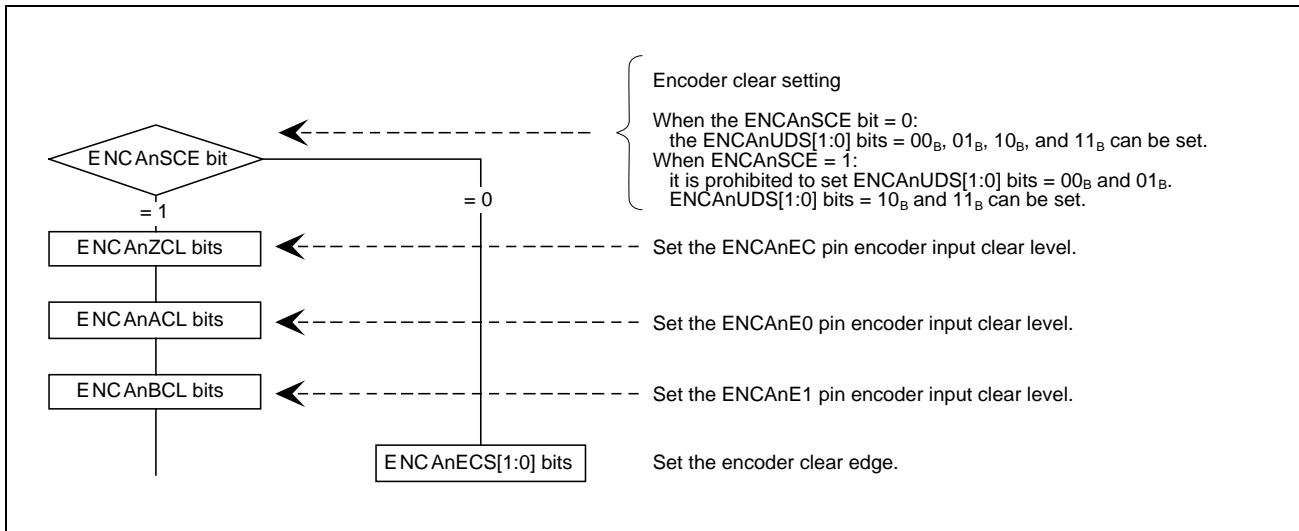 Encoder clear setting
When the ENCAnSCE bit = 0:
the ENCAnUDS[1:0] bits = 00B, 01B, 10B, and 11B can be set.
When ENCAnSCE = 1:
it is prohibited to set ENCAnUDS[1:0] bits = 00B and 01B.
ENCAnUDS[1:0] bits = 10B and 11B can be set.
ENCAnSCE bit
= 1
= 0
ENCAnZCL bits
Set the ENCAnEC pin encoder input clear level.
ENCAnACL bits
Set the ENCAnE0 pin encoder input clear level.
ENCAnBCL bits
Set the ENCAnE1 pin encoder input clear level.
ENCAnECS[1:0] bits
Set the encoder clear edge.